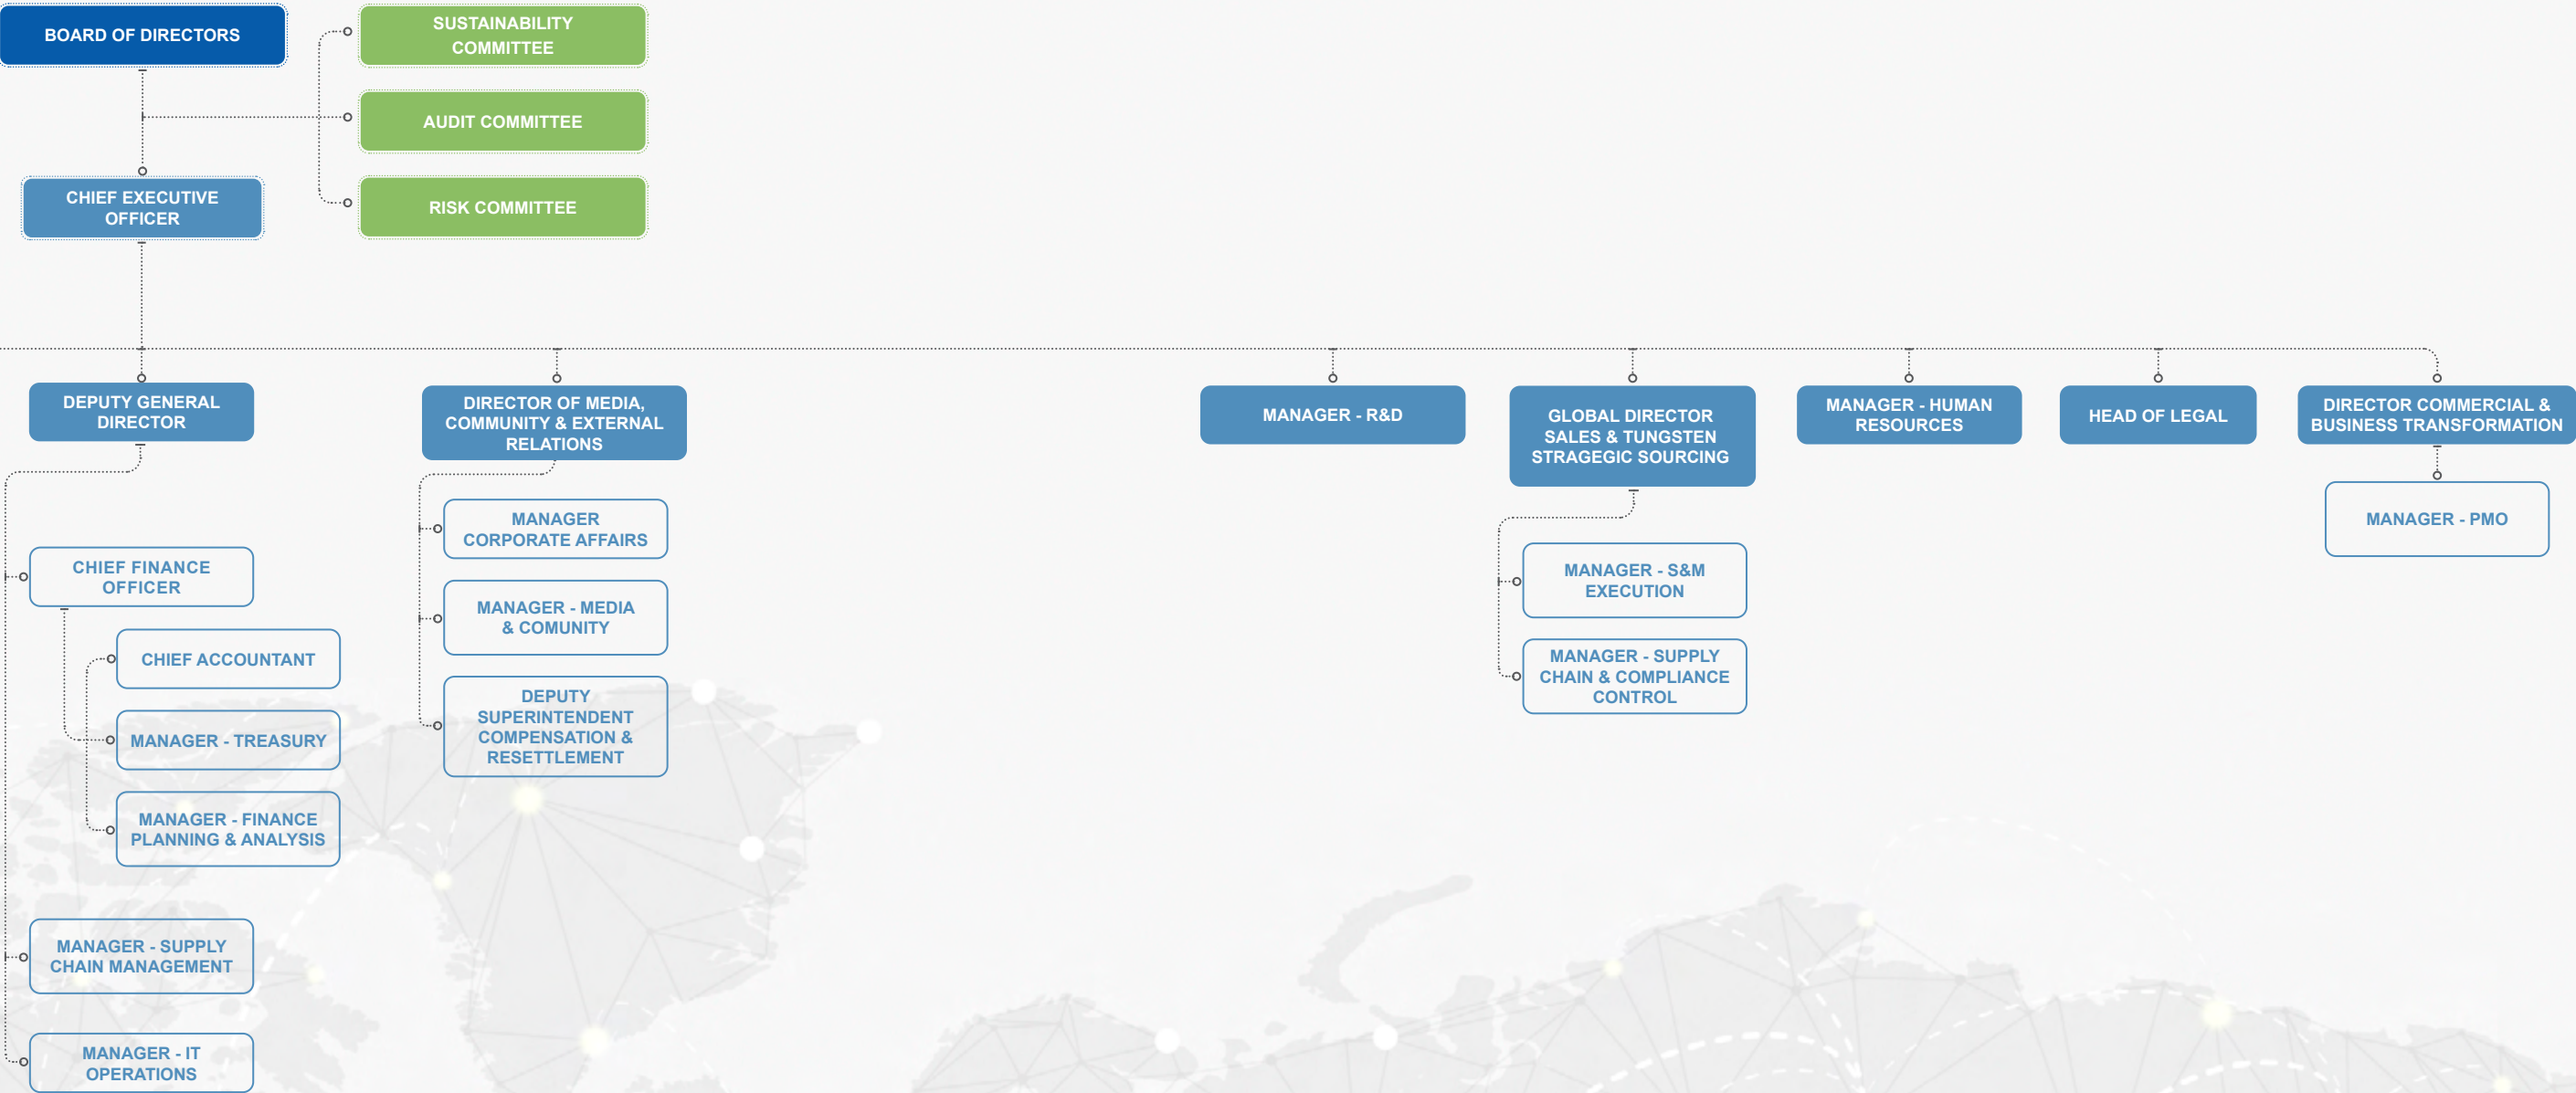 BOARD OF DIRECTORS
SUSTAINABILITY
COMMITTEE
AUDIT COMMITTEE
CHIEF EXECUTIVE
OFFICER
RISK COMMITTEE
DEPUTY GENERAL
DIRECTOR
CHIEF FINANCE
OFFICER
CHIEF ACCOUNTANT
MANAGER - TREASURY
MANAGER - FINANCE
PLANNING & ANALYSIS
MANAGER - SUPPLY
CHAIN MANAGEMENT
MANAGER - IT
OPERATIONS
DIRECTOR OF MEDIA,
COMMUNITY & EXTERNAL
RELATIONS
MANAGER
CORPORATE AFFAIRS
MANAGER - MEDIA
& COMUNITY
DEPUTY
SUPERINTENDENT
COMPENSATION &
RESETTLEMENT
MANAGER - R&D
GLOBAL DIRECTOR
SALES & TUNGSTEN
STRAGEGIC SOURCING
MANAGER - S&M
EXECUTION
MANAGER - SUPPLY
CHAIN & COMPLIANCE
CONTROL
MANAGER - HUMAN
RESOURCES
HEAD OF LEGAL
DIRECTOR COMMERCIAL &
BUSINESS TRANSFORMATION
MANAGER - PMO